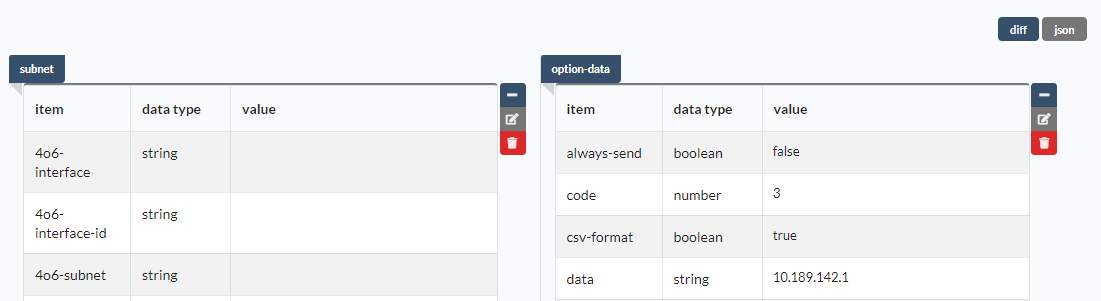 diff json
subnet
item data type value
4o6-
interface string
4o6-
interface-id string
4o6-subnet string
option-data
item data type value
always-send boolean false
code number 3
csv-format boolean true
data string 10.189.142.1